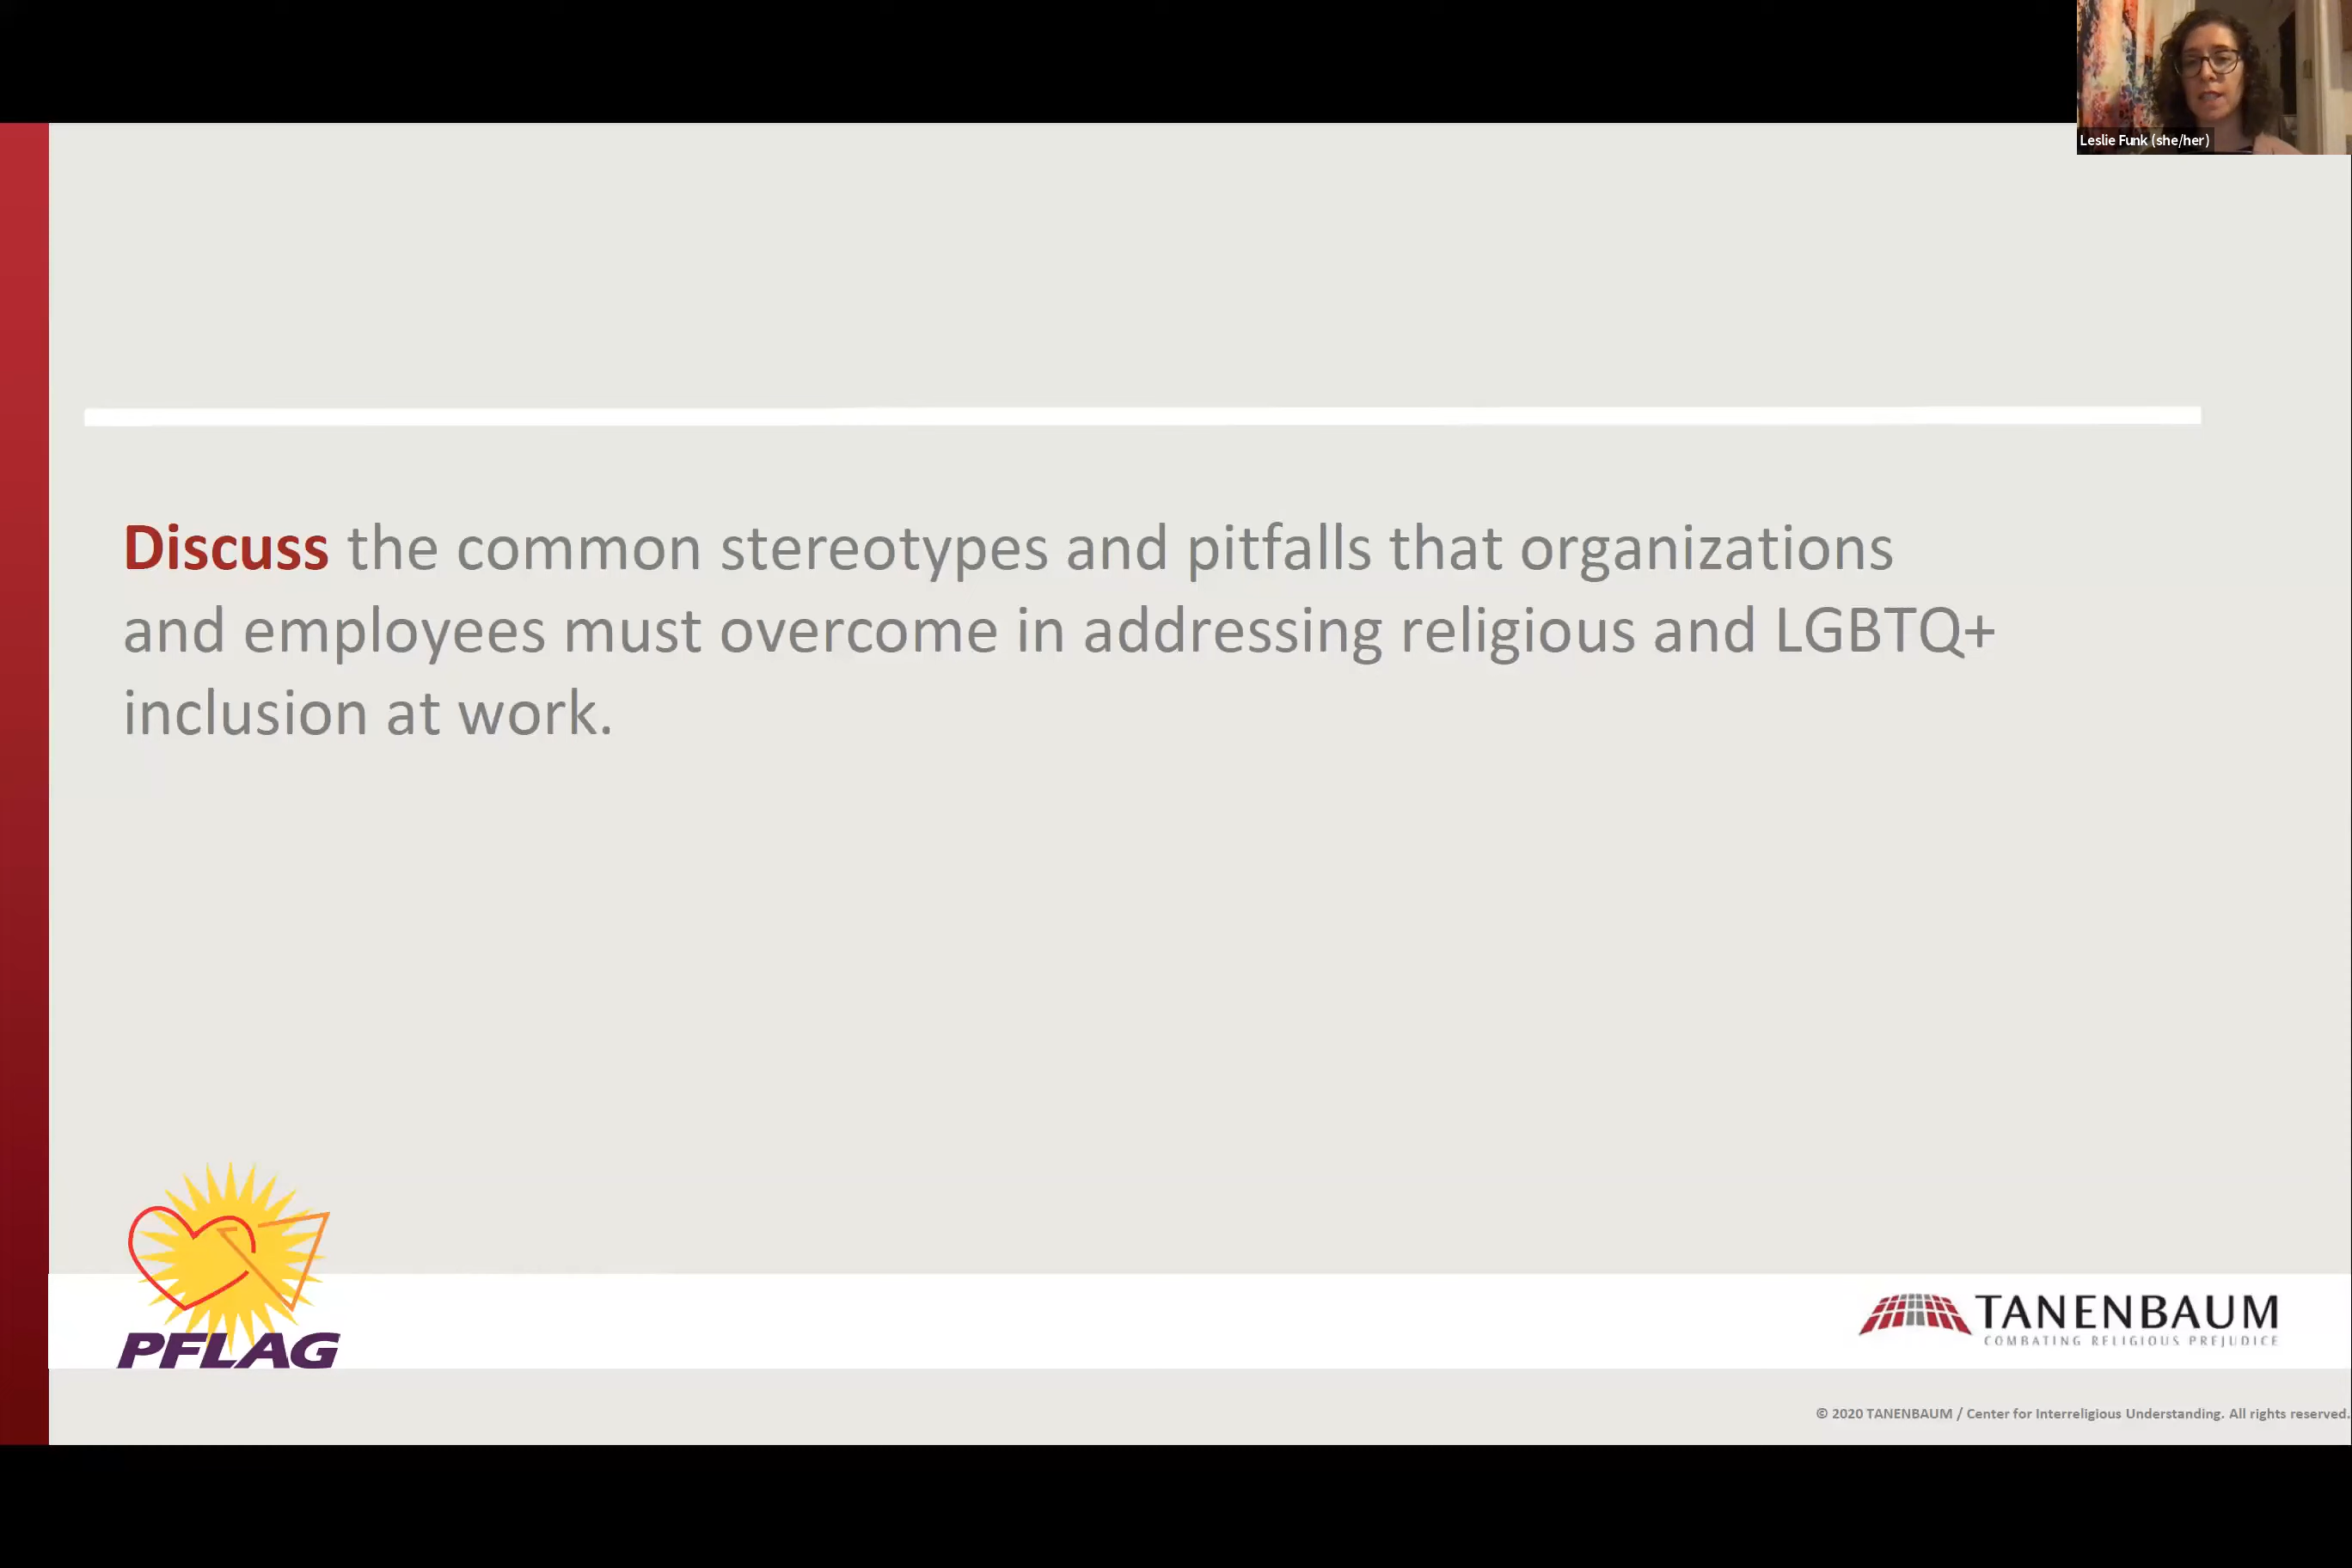 Leslie Funk (she/her)
Discuss the common stereotypes and pitfalls that organizations
and employees must overcome in addressing religious and LGBTQ+
inclusion at work.
PFLAG
TANENBAUM
COMBATING RELIGIOUS PREJUDICE
© 2020 TANENBAUM / Center for Interreligious Understanding. All rights reserved.